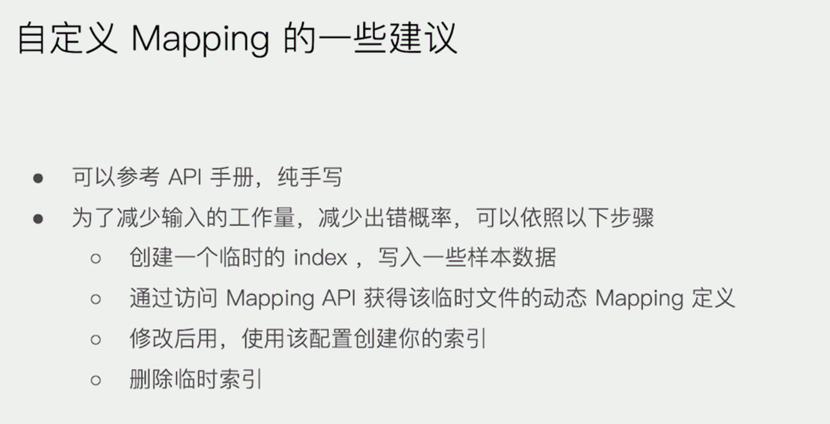 自定义 Mapping 的一些建议
● 可以参考 API 手册，纯手写
● 为了减少输入的工作量，减少出错概率，可以依照以下步骤
○ 创建一个临时的 index ，写入一些样本数据
○ 通过访问 Mapping API 获得该临时文件的动态 Mapping 定义
○ 修改后用，使用该配置创建你的索引
○ 删除临时索引